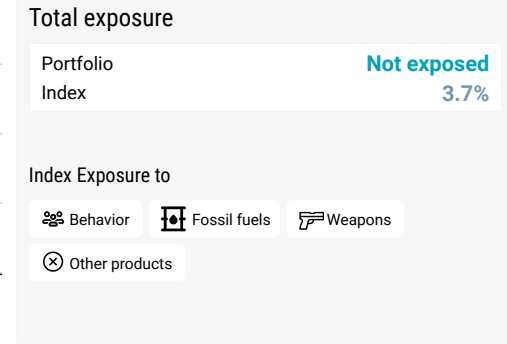 Total exposure
Portfolio Not exposed
Index 3.7%
Index Exposure to
Behavior Fossil fuels Weapons
Other products